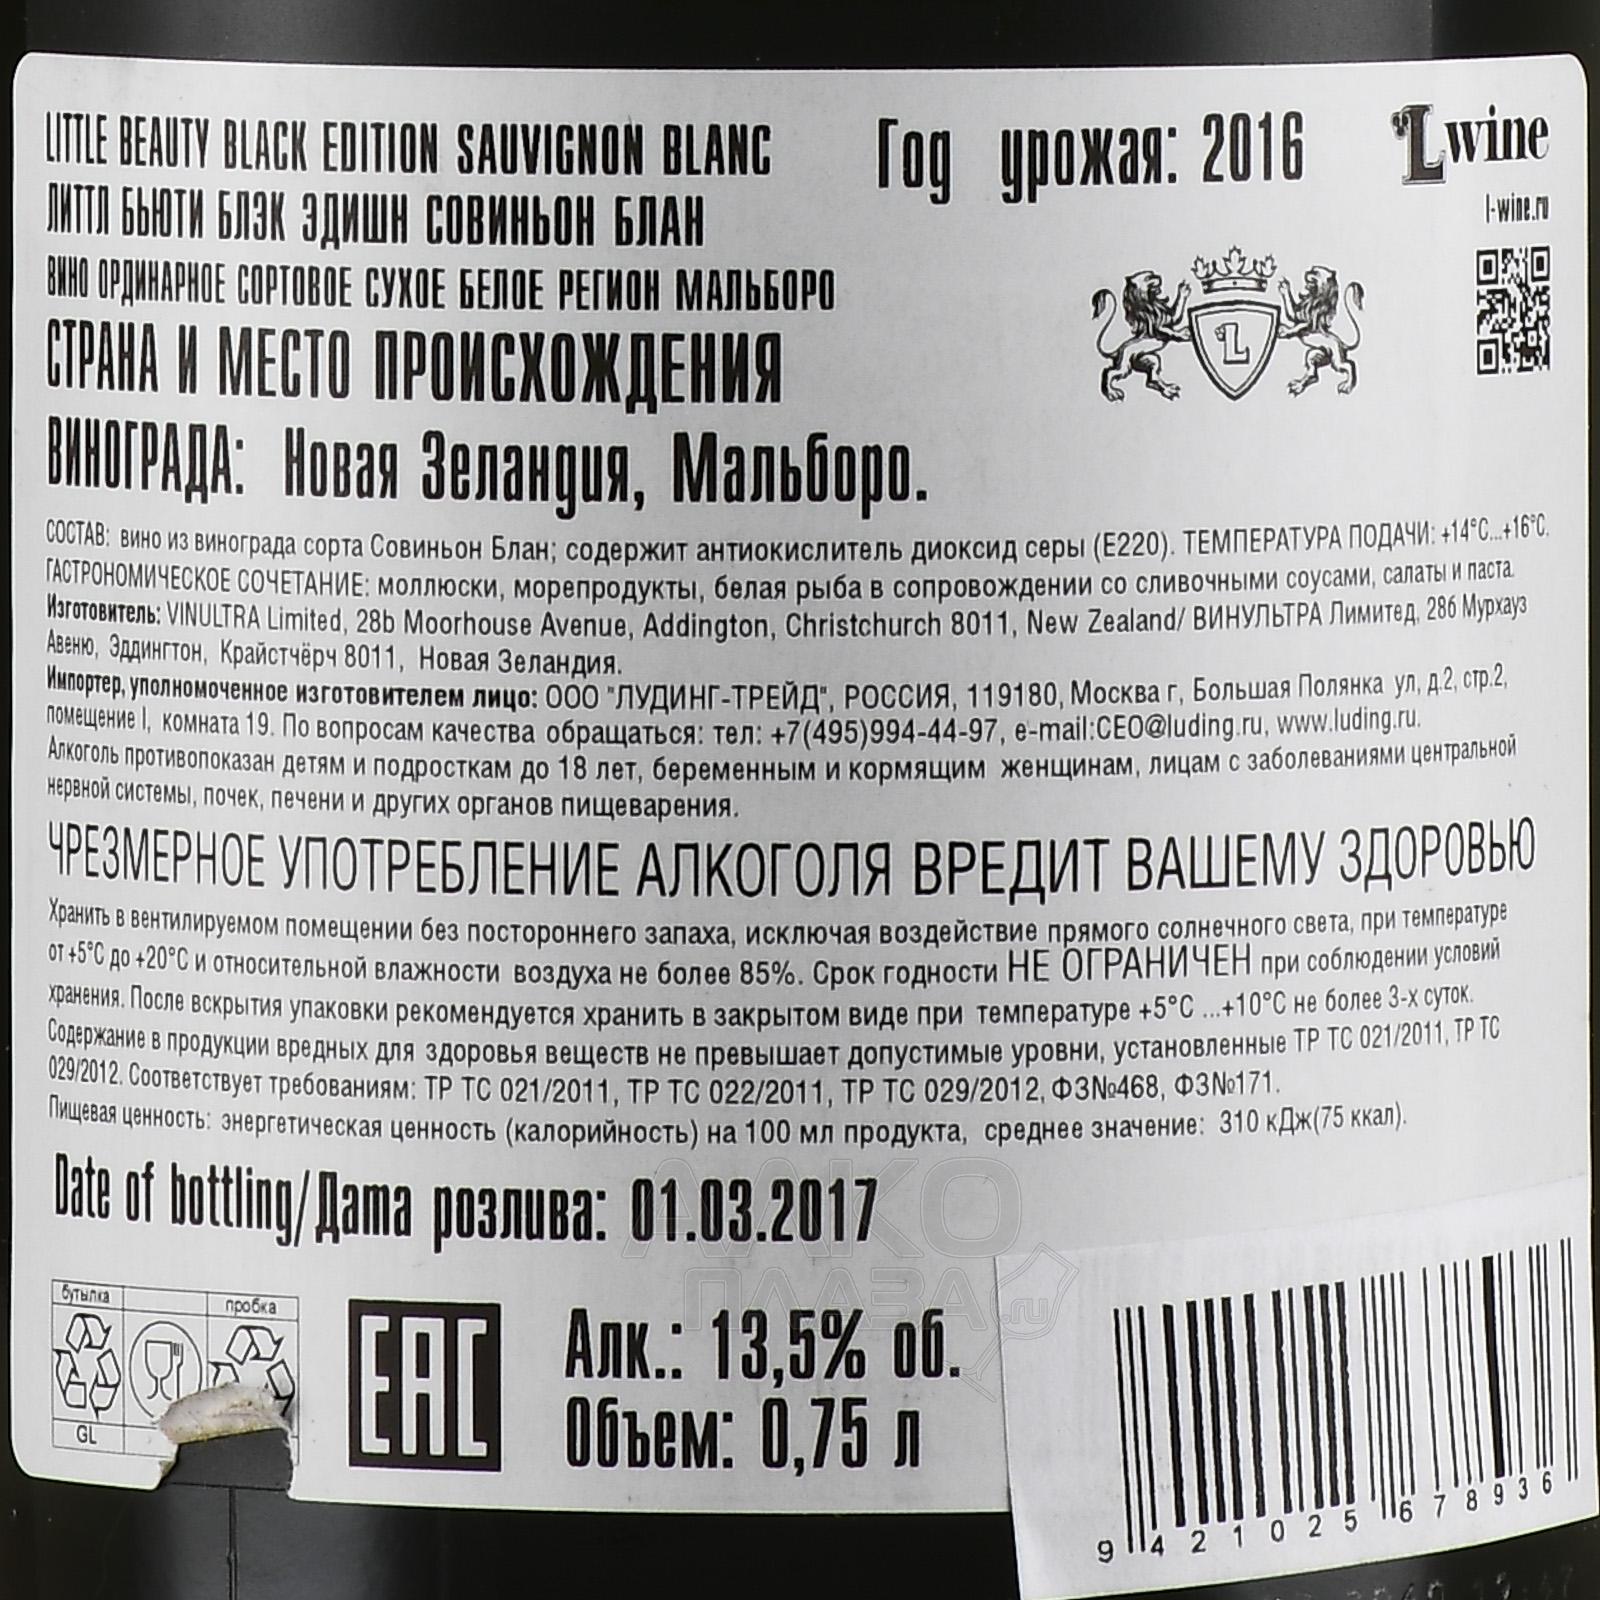 LITTLE BEAUTY BLACK EDITION SAUVIGNON BLANC
Год урожая: 2016
L wine
l-wine.ru
ЛИТТЛ БЬЮТИ БЛЭК ЭДИШН СОВИНЬОН БЛАН
ВИНО ОРДИНАРНОЕ СОРТОВОЕ СУХОЕ БЕЛОЕ РЕГИОН МАЛЬБОРО
СТРАНА И МЕСТО ПРОИСХОЖДЕНИЯ
ВИНОГРАДА: Новая Зеландия, Мальборо.
L
СОСТАВ: вино из винограда сорта Совиньон Блан; содержит антиокислитель диоксид серы (Е220). ТЕМПЕРАТУРА ПОДАЧИ: +14°С...+16°С.
ГАСТРОНОМИЧЕСКОЕ СОЧЕТАНИЕ: моллюски, морепродукты, белая рыба в сопровождении со сливочными соусами, салаты и паста.
Изготовитель: VINULTRA Limited, 28b Moorhouse Avenue, Addington, Christchurch 8011, New Zealand/ ВИНУЛЬТРА Лимитед, 28б Мурхауз
Авеню, Эддингтон, Крайстчёрч 8011, Новая Зеландия.
Импортер, уполномоченное изготовителем лицо: ООО "ЛУДИНГ-ТРЕЙД", РОССИЯ, 119180, Москва г, Большая Полянка ул, д.2, стр.2,
помещение I, комната 19. По вопросам качества обращаться: тел: +7(495)994-44-97, e-mail:CEO@luding.ru, www.luding.ru.
Алкоголь противопоказан детям и подросткам до 18 лет, беременным и кормящим женщинам, лицам с заболеваниями центральной
нервной системы, почек, печени и других органов пищеварения.
ЧРЕЗМЕРНОЕ УПОТРЕБЛЕНИЕ АЛКОГОЛЯ ВРЕДИТ ВАШЕМУ ЗДОРОВЬЮ
Хранить в вентилируемом помещении без постороннего запаха, исключая воздействие прямого солнечного света, при температуре
от +5°С до +20°С и относительной влажности воздуха не более 85%. Срок годности НЕ ОГРАНИЧЕН при соблюдении условий
хранения. После вскрытия упаковки рекомендуется хранить в закрытом виде при температуре +5°С ...+10°С не более 3-х суток.
Содержание в продукции вредных для здоровья веществ не превышает допустимые уровни, установленные ТР ТС 021/2011, ТР ТС
029/2012. Соответствует требованиям: ТР ТС 021/2011, ТР ТС 022/2011, ТР ТС 029/2012, ФЗ№468, ФЗ№171.
Пищевая ценность: энергетическая ценность (калорийность) на 100 мл продукта, среднее значение: 310 кДж(75 ккал).
Date of bottling/Дата розлива: 01.03.2017
АЛКО
ПЛАЗА.ru
бутылка
пробка
GL
EAC
Алк.: 13,5% об.
Объем: 0,75 л
9 421025 678936